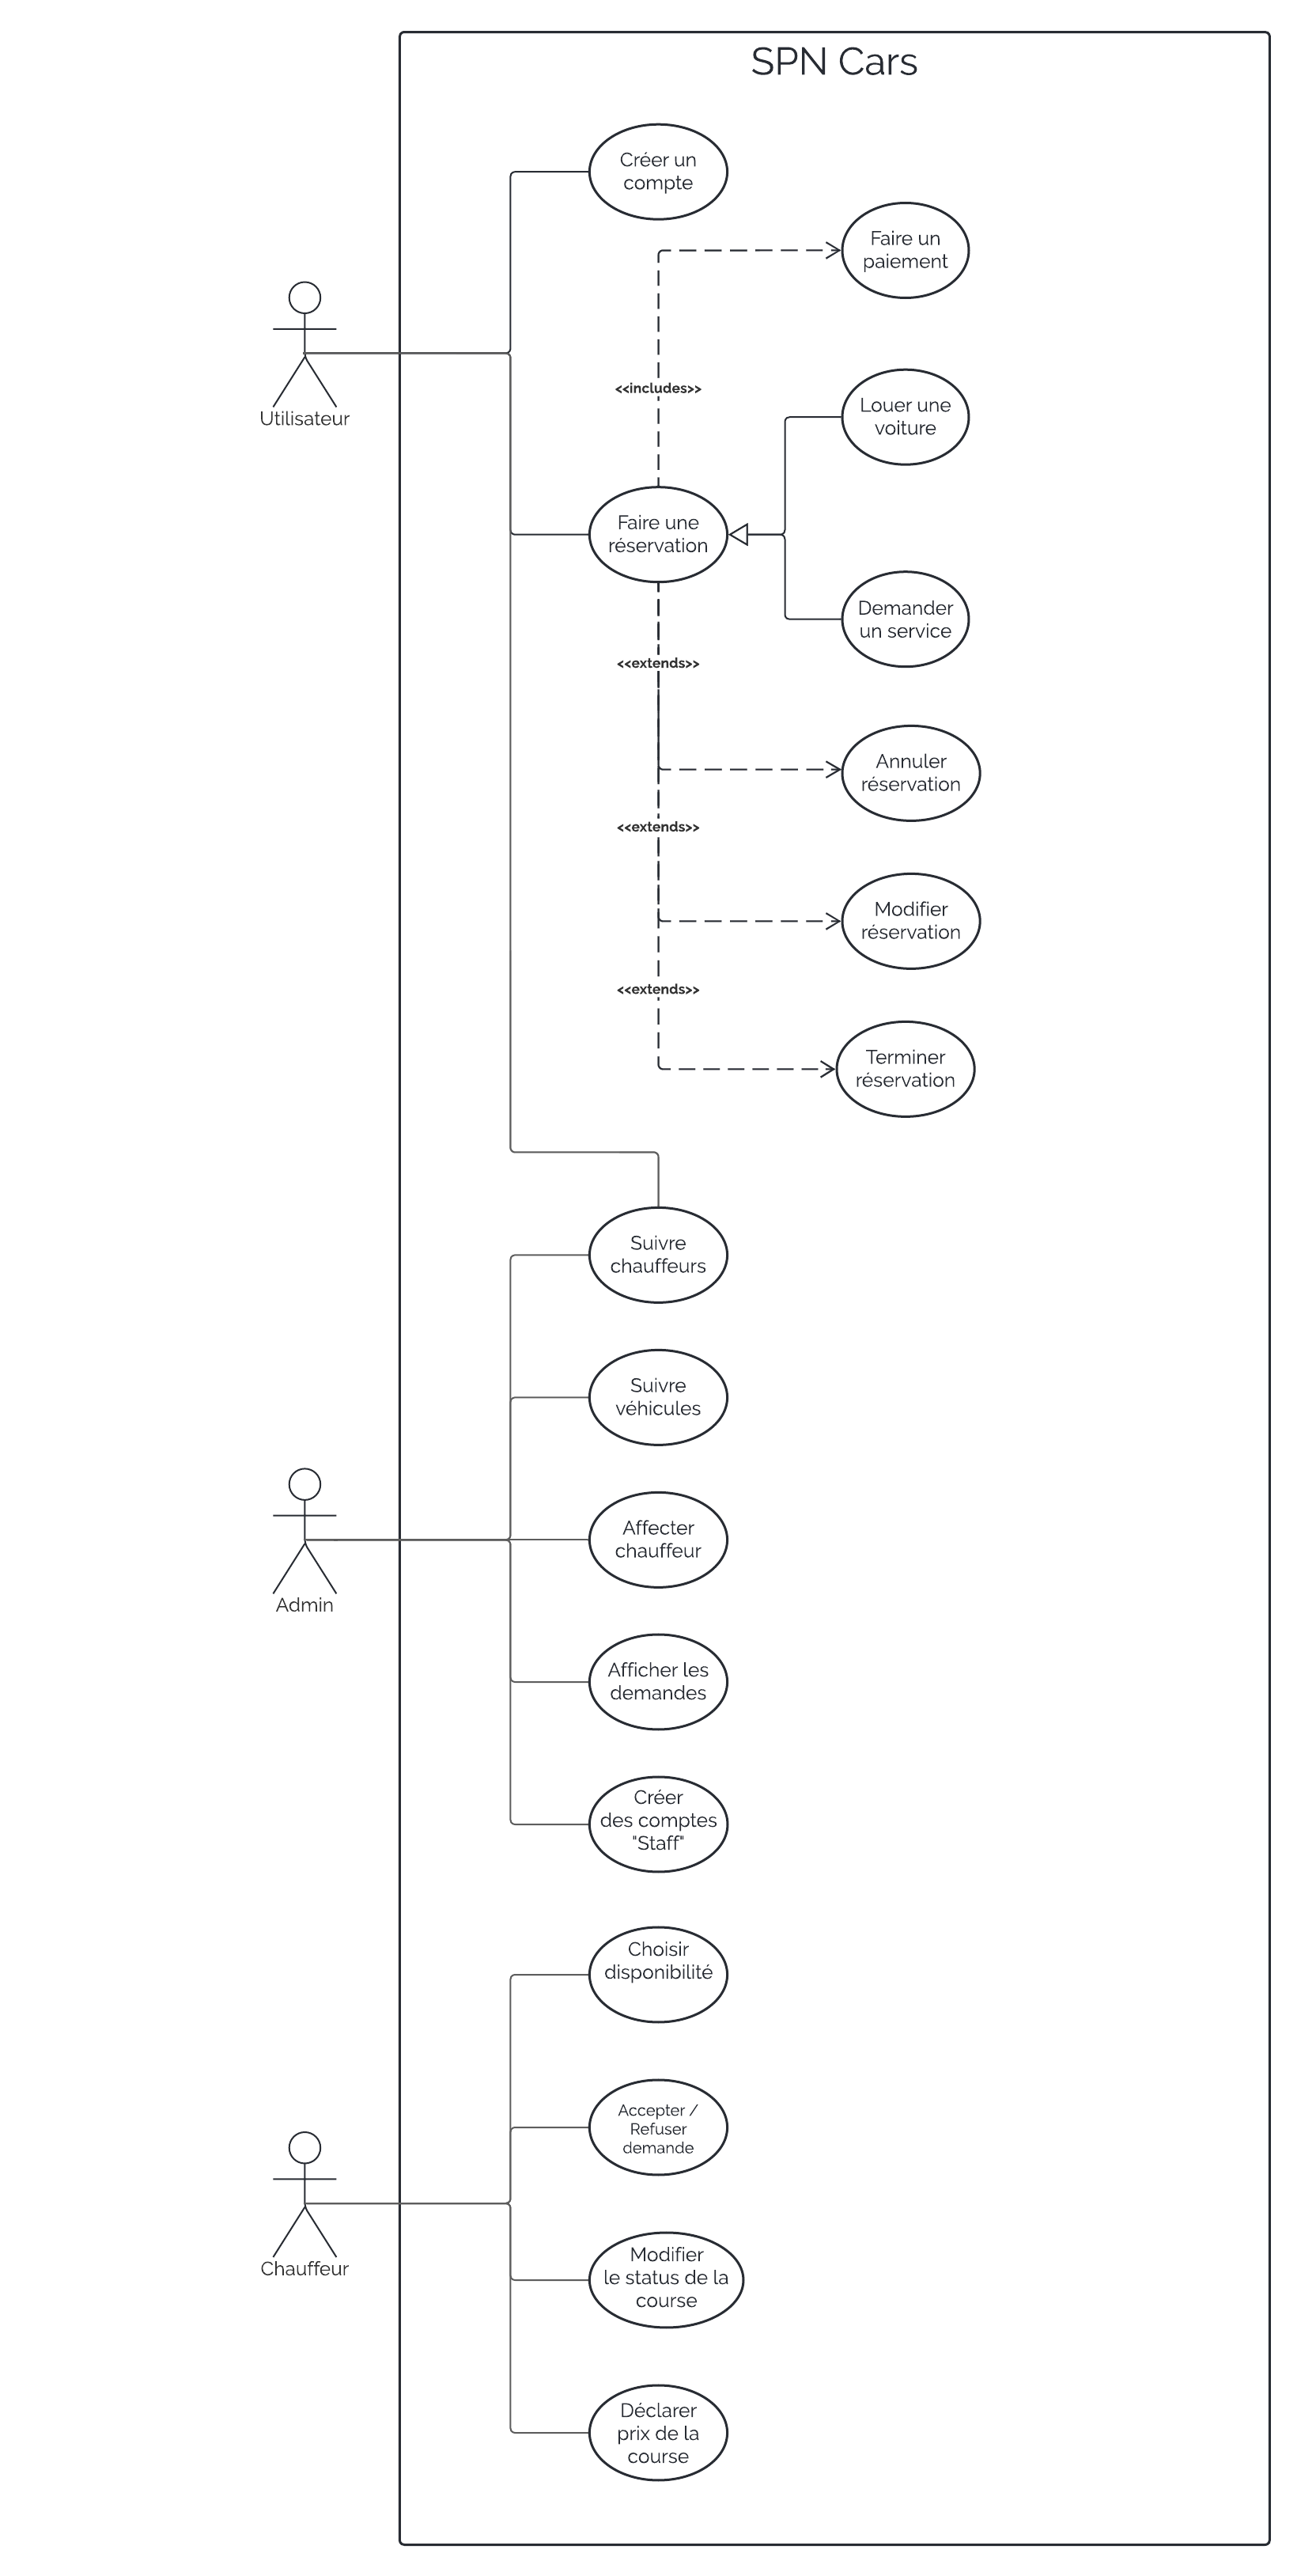 SPN Cars
Créer un
compte
Faire un
paiement
Utilisateur
<<includes>>
Louer une
voiture
Faire une
réservation
Demander
un service
<<extends>>
Annuler
réservation
<<extends>>
Modifier
réservation
<<extends>>
Terminer
réservation
Suivre
chauffeurs
Suivre
véhicules
Affecter
chauffeur
Admin
Afficher les
demandes
Créer
des comptes
"Staff"
Choisir
disponibilité
Accepter /
Refuser
demande
Chauffeur
Modifier
le status de la
course
Déclarer
prix de la
course